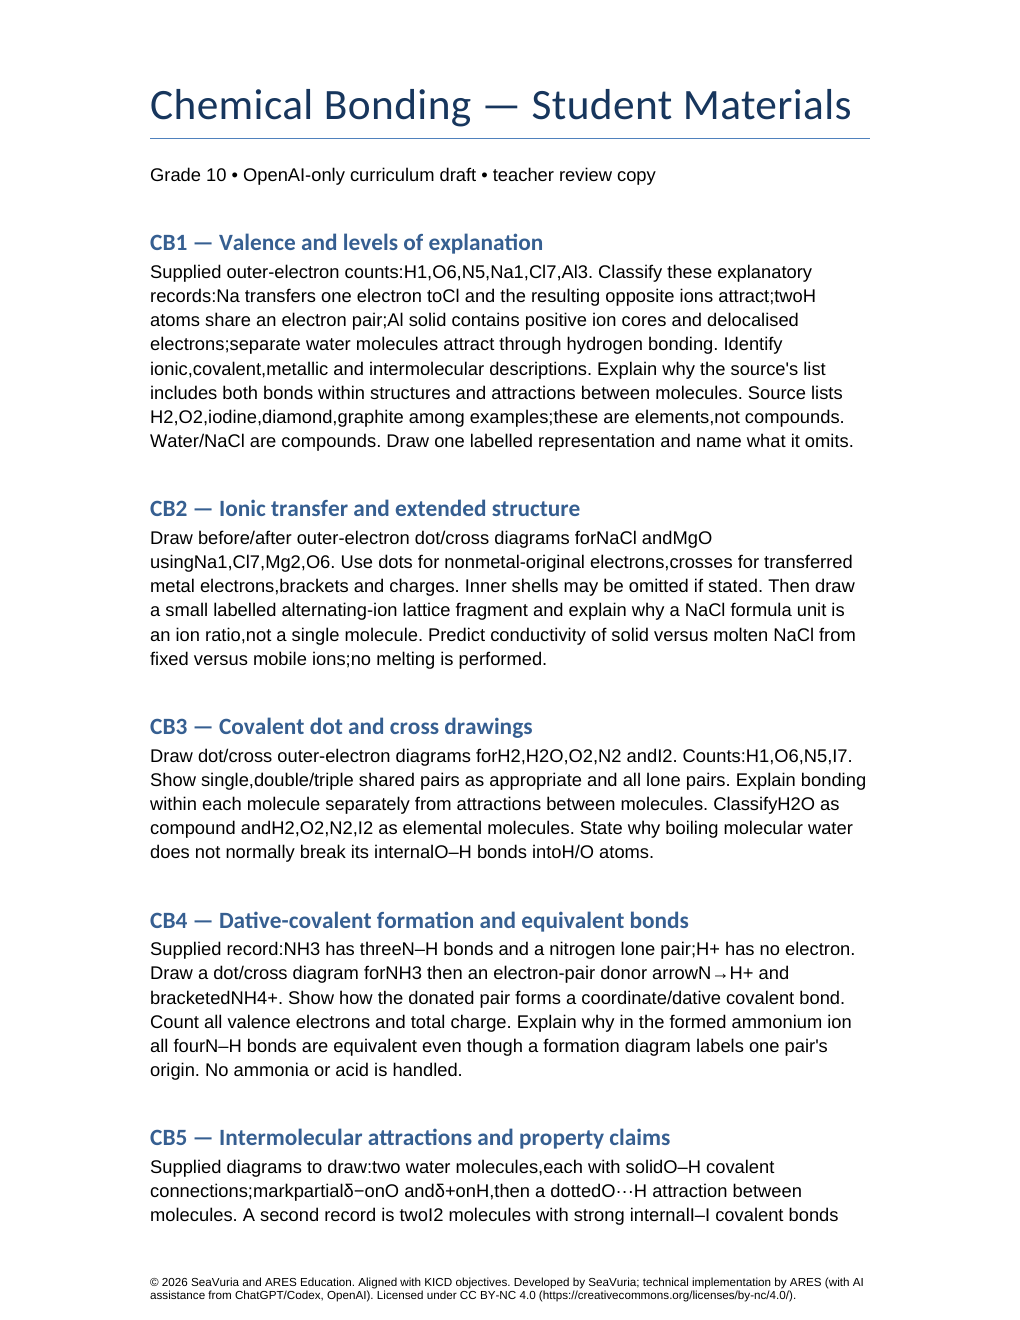 Chemical Bonding — Student Materials
Grade 10 • OpenAI-only curriculum draft • teacher review copy
CB1 — Valence and levels of explanation
Supplied outer-electron counts:H1,O6,N5,Na1,Cl7,Al3. Classify these explanatory
records:Na transfers one electron toCl and the resulting opposite ions attract;twoH
atoms share an electron pair;Al solid contains positive ion cores and delocalised
electrons;separate water molecules attract through hydrogen bonding. Identify
ionic,covalent,metallic and intermolecular descriptions. Explain why the source's list
includes both bonds within structures and attractions between molecules. Source lists
H2,O2,iodine,diamond,graphite among examples;these are elements,not compounds.
Water/NaCl are compounds. Draw one labelled representation and name what it omits.
CB2 — Ionic transfer and extended structure
Draw before/after outer-electron dot/cross diagrams forNaCl andMgO
usingNa1,Cl7,Mg2,O6. Use dots for nonmetal-original electrons,crosses for transferred
metal electrons,brackets and charges. Inner shells may be omitted if stated. Then draw
a small labelled alternating-ion lattice fragment and explain why a NaCl formula unit is
an ion ratio,not a single molecule. Predict conductivity of solid versus molten NaCl from
fixed versus mobile ions;no melting is performed.
CB3 — Covalent dot and cross drawings
Draw dot/cross outer-electron diagrams forH2,H2O,O2,N2 andI2. Counts:H1,O6,N5,I7.
Show single,double/triple shared pairs as appropriate and all lone pairs. Explain bonding
within each molecule separately from attractions between molecules. ClassifyH2O as
compound andH2,O2,N2,I2 as elemental molecules. State why boiling molecular water
does not normally break its internalO–H bonds intoH/O atoms.
CB4 — Dative-covalent formation and equivalent bonds
Supplied record:NH3 has threeN–H bonds and a nitrogen lone pair;H+ has no electron.
Draw a dot/cross diagram forNH3 then an electron-pair donor arrowN→H+ and
bracketedNH4+. Show how the donated pair forms a coordinate/dative covalent bond.
Count all valence electrons and total charge. Explain why in the formed ammonium ion
all fourN–H bonds are equivalent even though a formation diagram labels one pair's
origin. No ammonia or acid is handled.
CB5 — Intermolecular attractions and property claims
Supplied diagrams to draw:two water molecules,each with solidO–H covalent
connections;markpartialδ−onO andδ+onH,then a dottedO⋯H attraction between
molecules. A second record is twoI2 molecules with strong internalI–I covalent bonds
© 2026 SeaVuria and ARES Education. Aligned with KICD objectives. Developed by SeaVuria; technical implementation by ARES (with AI
assistance from ChatGPT/Codex, OpenAI). Licensed under CC BY-NC 4.0 (https://creativecommons.org/licenses/by-nc/4.0/).